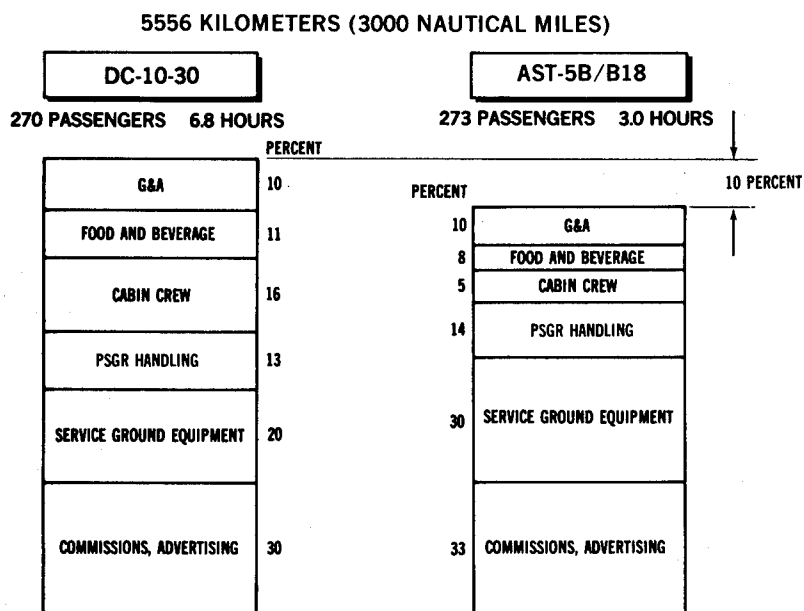 5556 KILOMETERS (3000 NAUTICAL MILES)
DC-10-30
270 PASSENGERS 6.8 HOURS
PERCENT
G&A 10
FOOD AND BEVERAGE 11
CABIN CREW 16
PSGR HANDLING 13
SERVICE GROUND EQUIPMENT 20
COMMISSIONS, ADVERTISING 30
AST-5B/B18
273 PASSENGERS 3.0 HOURS
10 PERCENT
PERCENT
10 G&A
8 FOOD AND BEVERAGE
5 CABIN CREW
14 PSGR HANDLING
30 SERVICE GROUND EQUIPMENT
33 COMMISSIONS, ADVERTISING